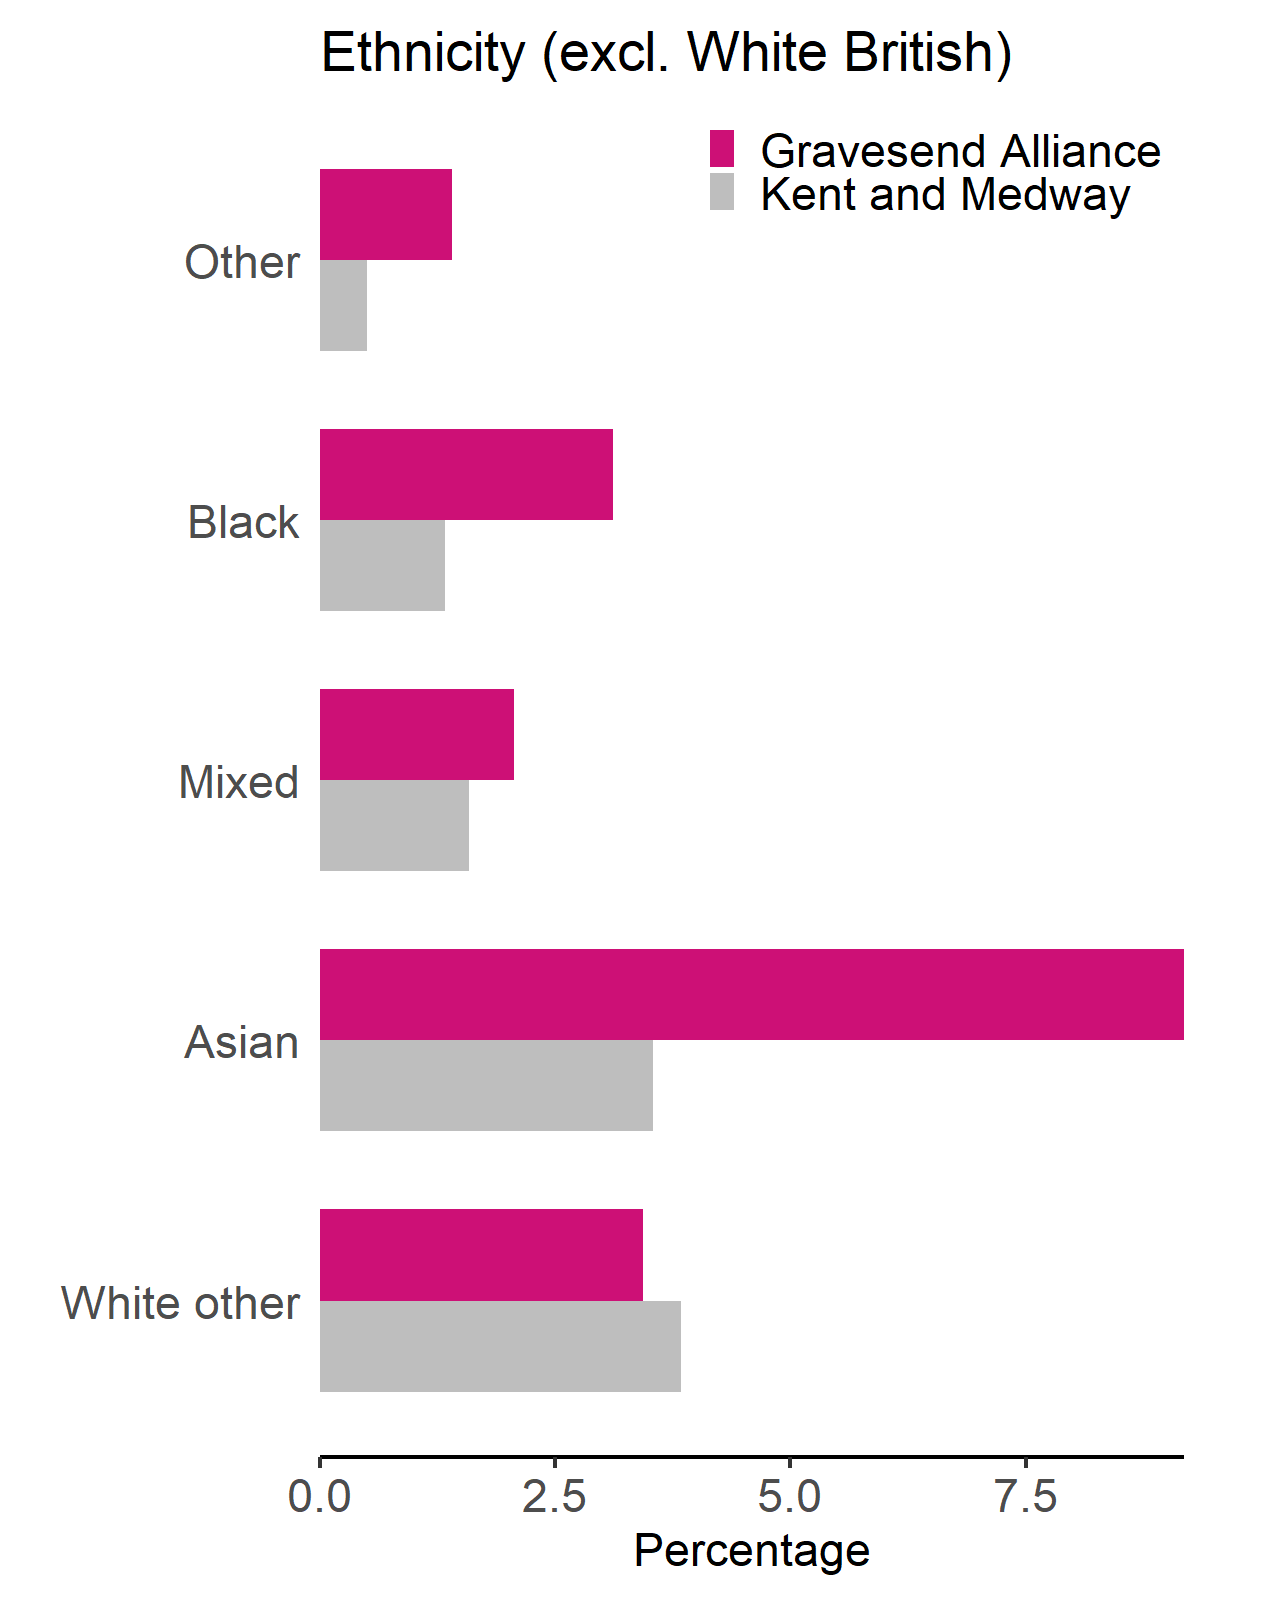 Ethnicity (excl. White British)
Gravesend Alliance
Kent and Medway
Other
Black
Mixed
Asian
White other
0.0 2.5 5.0 7.5
Percentage